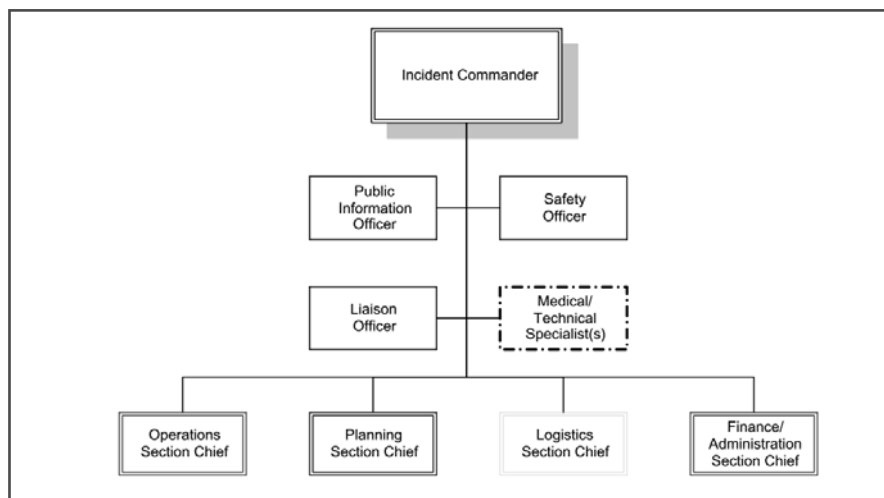 Incident Commander
Public
Information
Officer
Safety
Officer
Liaison
Officer
Medical/
Technical
Specialist(s)
Operations
Section Chief
Planning
Section Chief
Logistics
Section Chief
Finance/
Administration
Section Chief